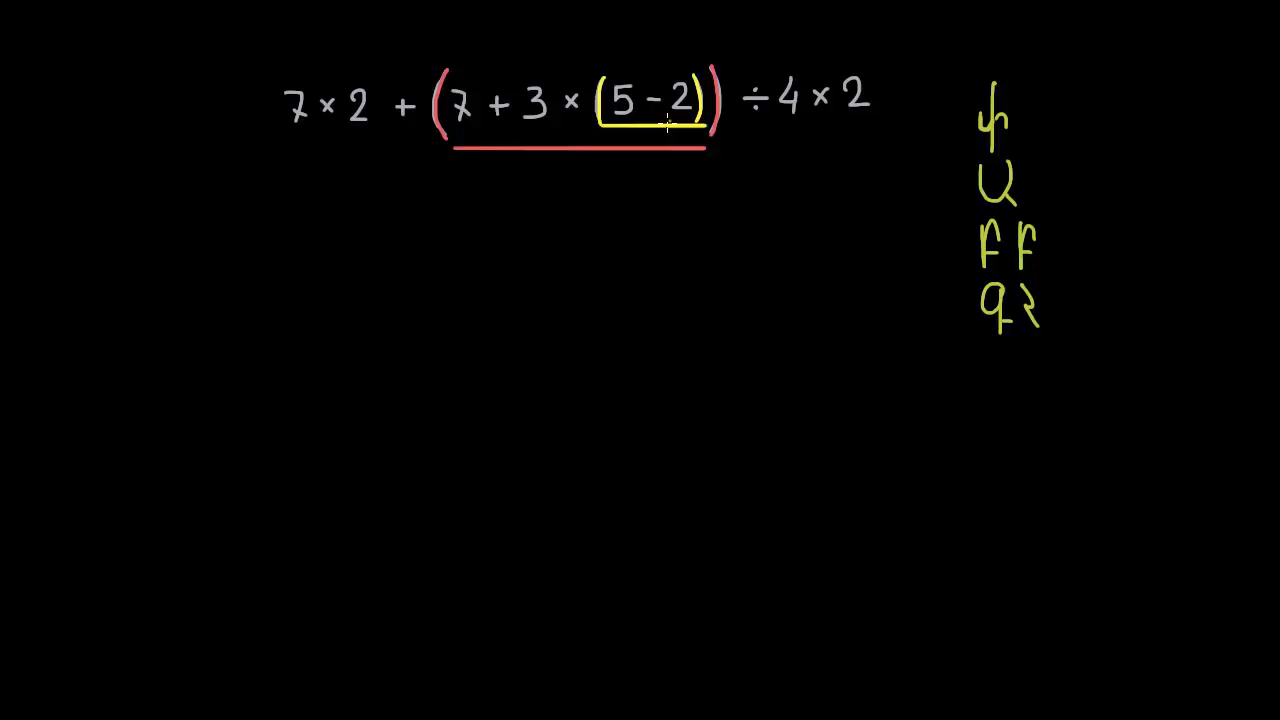 7 × 2 + (7 + 3 × (5 - 2)) ÷ 4 × 2
Փ
Ա
Բ Բ
Գ Հ